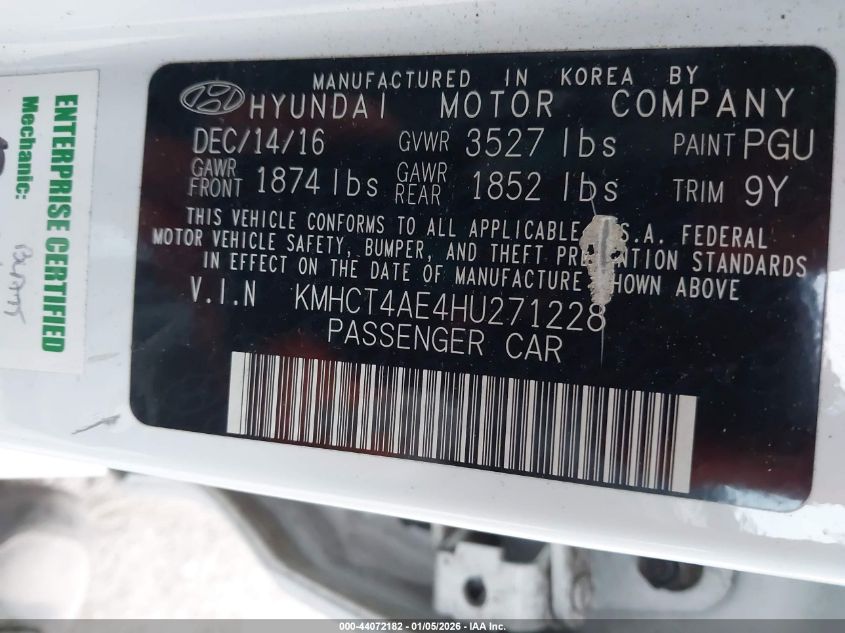 MANUFACTURED IN KOREA BY
HYUNDAI MOTOR COMPANY
DEC/14/16 GVWR 3527 lbs PAINT PGU
GAWR FRONT 1874 lbs GAWR REAR 1852 lbs TRIM 9Y
THIS VEHICLE CONFORMS TO ALL APPLICABLE .S.A. FEDERAL
MOTOR VEHICLE SAFETY, BUMPER, AND THEFT PR ENTION STANDARDS
IN EFFECT ON THE DATE OF MANUFACTURE HOWN ABOVE
V.I.N KMHCT4AE4HU271228
PASSENGER CAR
ENTERPRISE CERTIFIED
Mechanic:
000-44072182 - 01/05/2026 - IAA Inc.